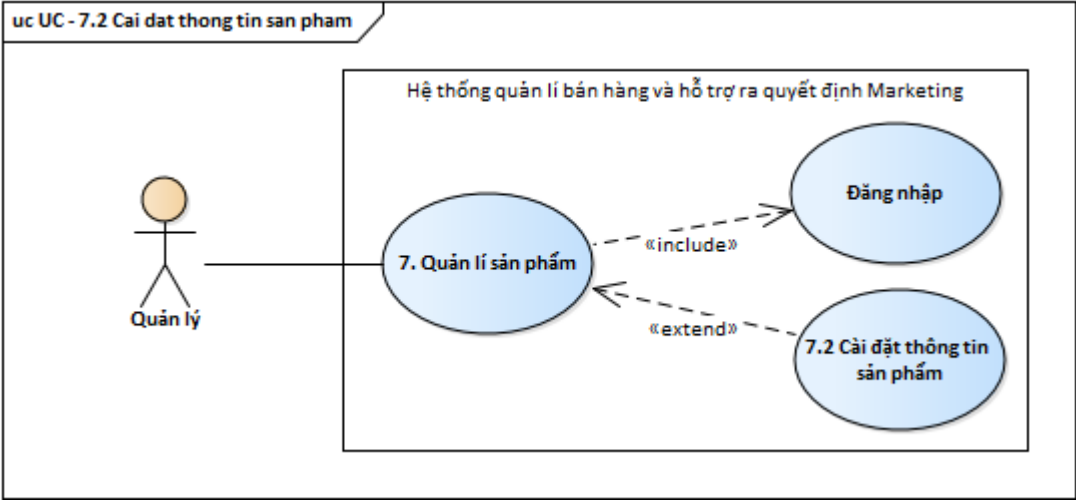 uc UC - 7.2 Cai dat thong tin san pham
Hệ thống quản lí bán hàng và hỗ trợ ra quyết định Marketing
Đăng nhập
«include»
7. Quản lí sản phẩm
Quản lý
«extend»
7.2 Cài đặt thông tin
sản phẩm